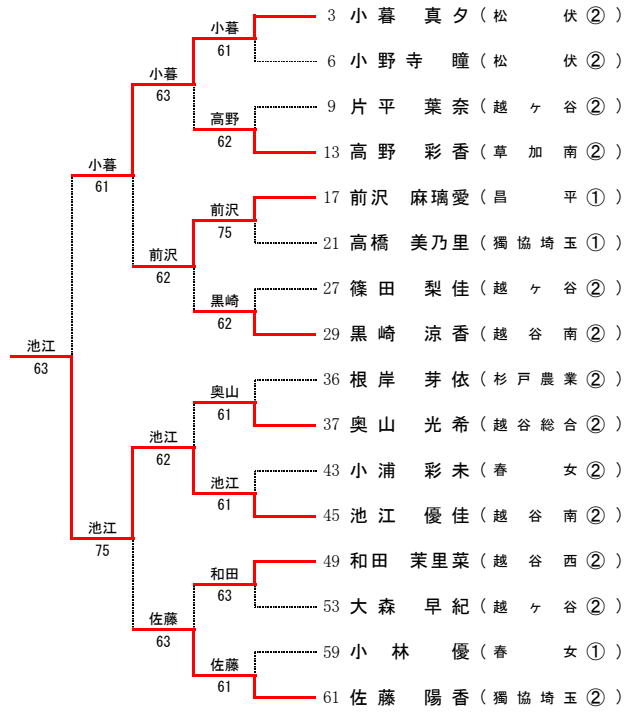 小暮
61
3 小暮 真夕 (松伏②)
6 小野寺 瞳 (松伏②)
小暮
63
9 片平 葉奈 (越ヶ谷②)
高野
62
13 高野 彩香 (草加南②)
小暮
61
17 前沢 麻璃愛 (昌平①)
前沢
75
21 高橋 美乃里 (獨協埼玉①)
前沢
62
27 篠田 梨佳 (越ヶ谷②)
黒崎
62
29 黒崎 涼香 (越谷南②)
池江
63
36 根岸 芽依 (杉戸農業②)
奥山
61
37 奥山 光希 (越谷総合②)
池江
62
43 小浦 彩未 (春女②)
池江
61
45 池江 優佳 (越谷南②)
池江
75
49 和田 茉里菜 (越谷西②)
和田
63
53 大森 早紀 (越ヶ谷②)
佐藤
63
59 小林 優 (春女①)
佐藤
61
61 佐藤 陽香 (獨協埼玉②)